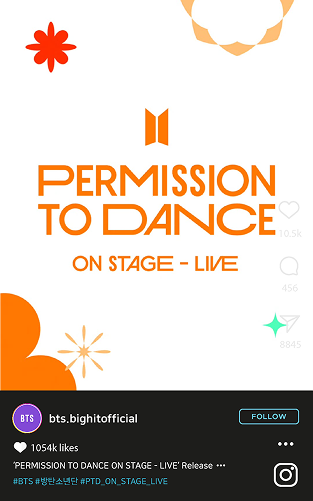 PERMISSION
TO DANCE
ON STAGE - LIVE
10.5k
456
8845
BTS
bts.bighitofficial
FOLLOW
1054k likes
'PERMISSION TO DANCE ON STAGE - LIVE' Release •••
#BTS #방탄소년단 #PTD_ON_STAGE_LIVE